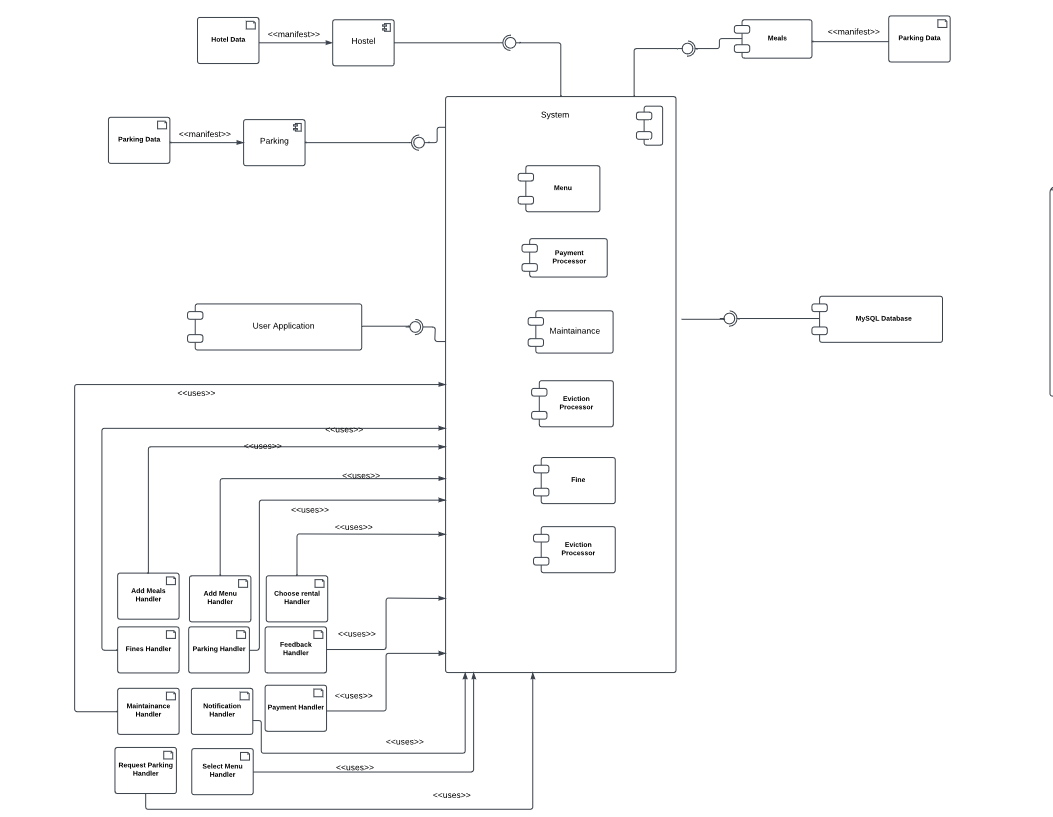 Hotel Data
<<manifest>>
Hostel
Meals
<<manifest>>
Parking Data
Parking Data
<<manifest>>
Parking
System
Menu
Payment
Processor
User Application
Maintainance
MySQL Database
Eviction
Processor
Fine
Eviction
Processor
<<uses>>
<<uses>>
<<uses>>
<<uses>>
<<uses>>
<<uses>>
Add Meals
Handler
Add Menu
Handler
Choose rental
Handler
Fines Handler
Parking Handler
Feedback
Handler
<<uses>>
Maintainance
Handler
Notification
Handler
Payment Handler
<<uses>>
<<uses>>
Request Parking
Handler
Select Menu
Handler
<<uses>>
<<uses>>